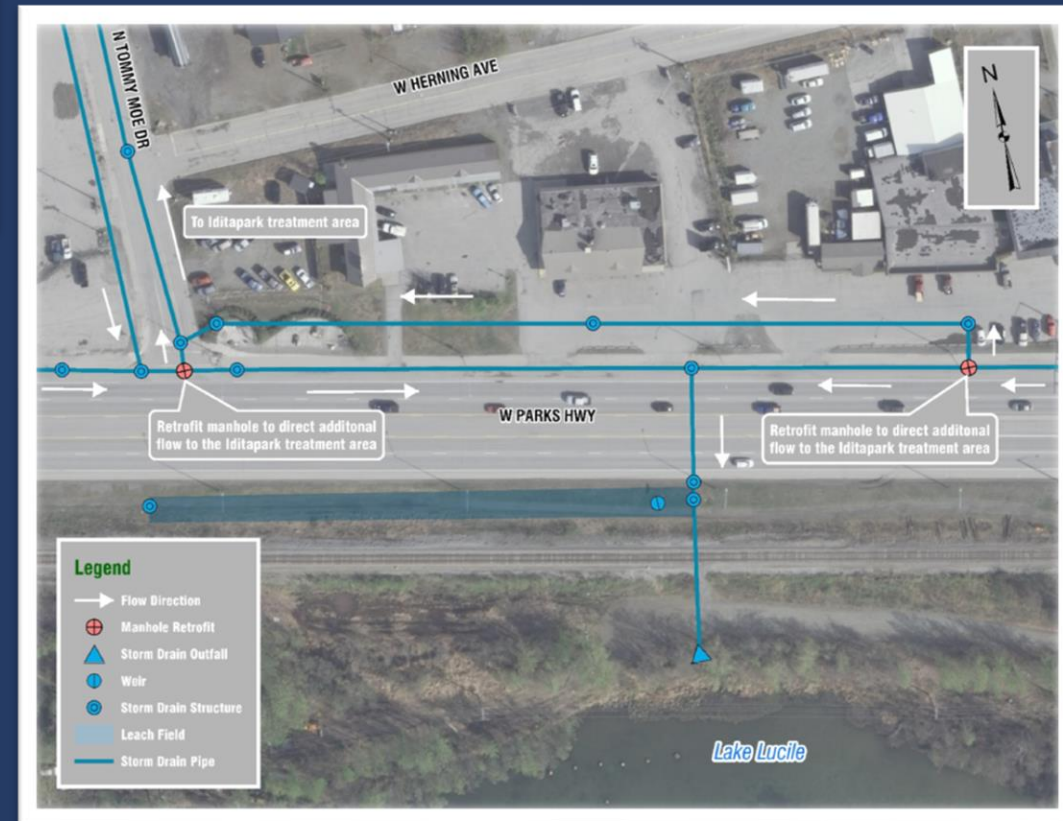 N TOMMY MOE DR
W HERNING AVE
N
To Iditapark treatment area
W PARKS HWY
Retrofit manhole to direct additonal
flow to the Iditapark treatment area
Retrofit manhole to direct additonal
flow to the Iditapark treatment area
Legend
Flow Direction
Manhole Retrofit
Storm Drain Outfall
Weir
Storm Drain Structure
Leach Field
Storm Drain Pipe
Lake Lucile